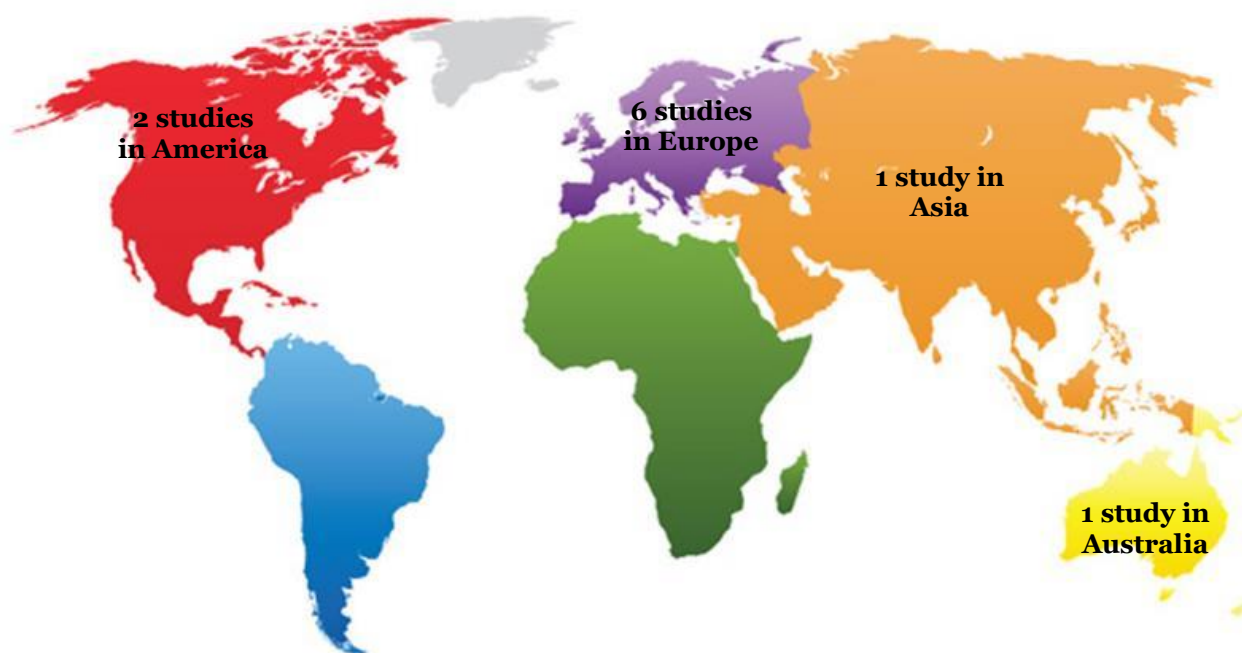 2 studies
in America
6 studies
in Europe
1 study in
Asia
1 study in
Australia